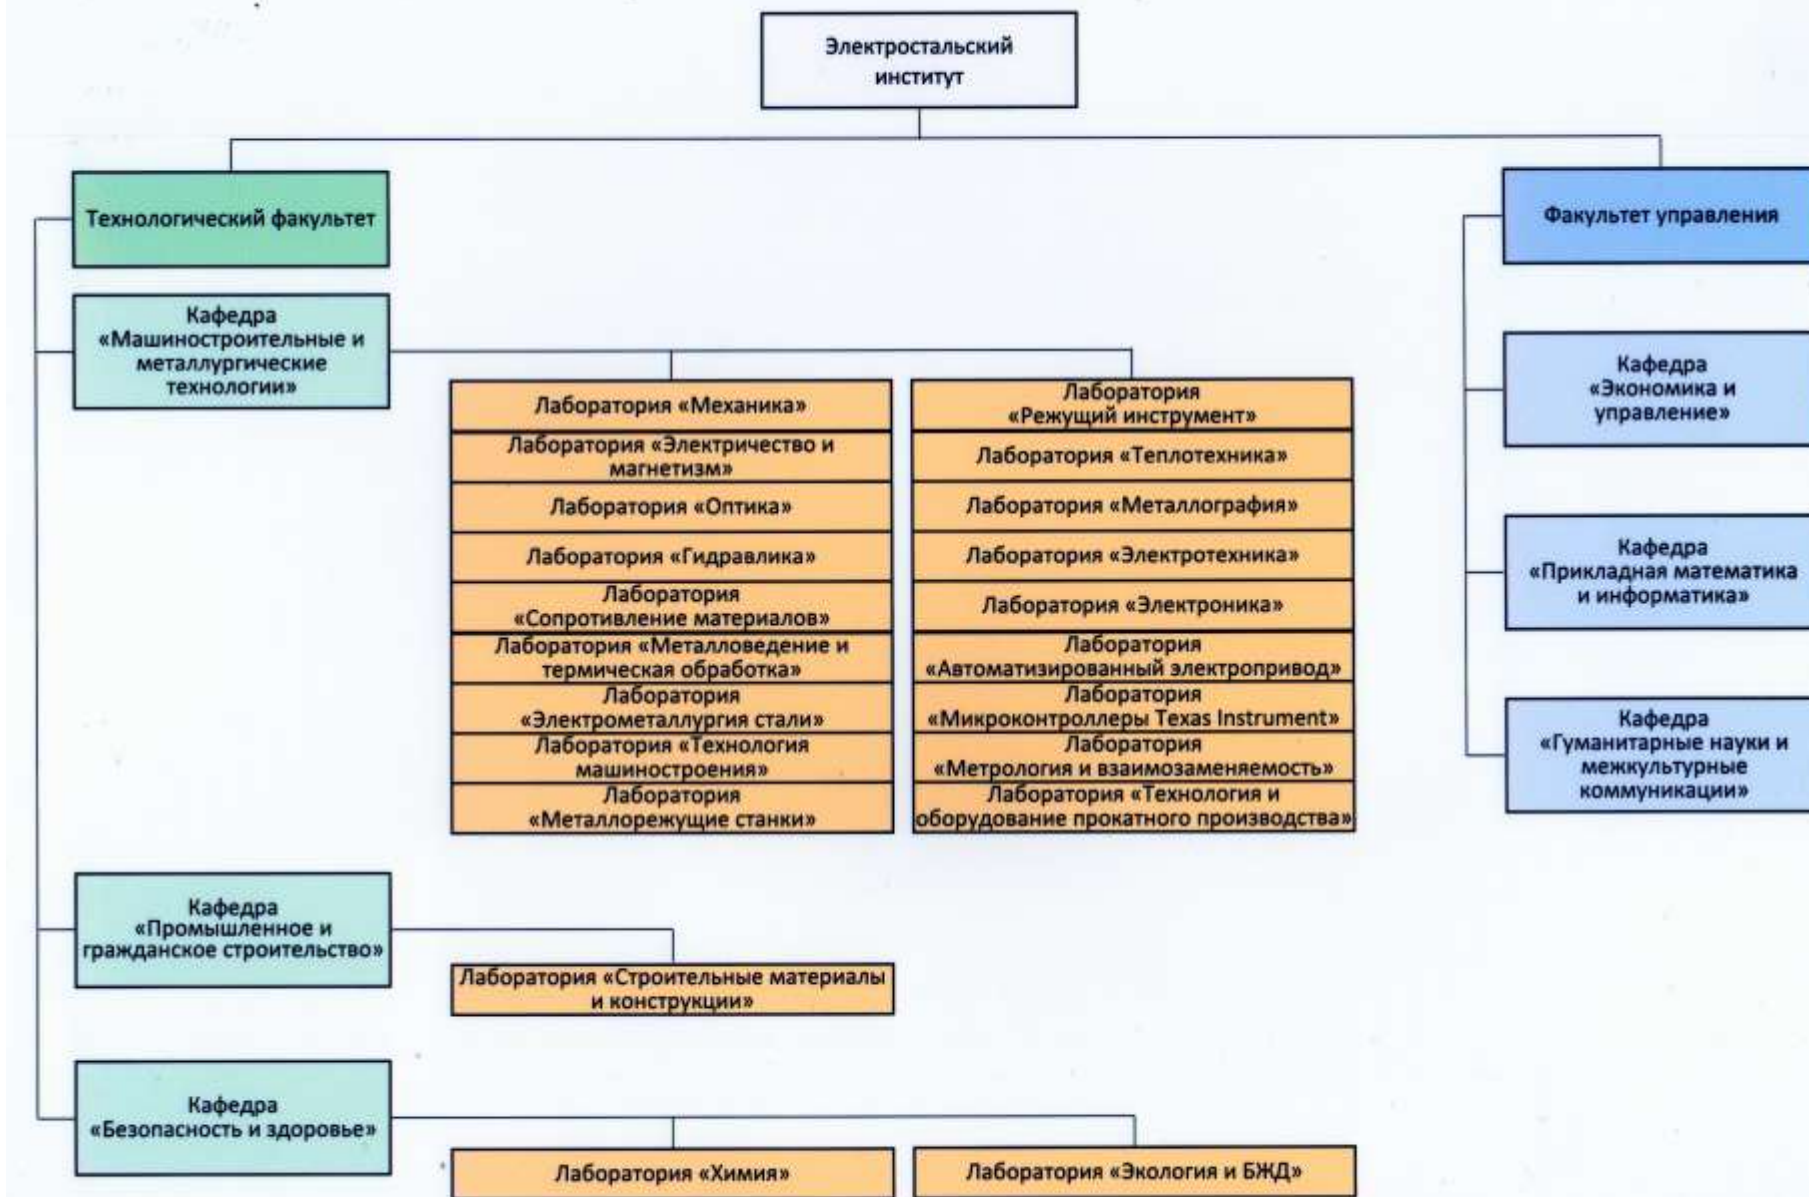 Электростальский
институт
Технологический факультет
Факультет управления
Кафедра
«Машиностроительные и
металлургические
технологии»
Лаборатория «Механика»
Лаборатория «Электричество и
магнетизм»
Лаборатория «Оптика»
Лаборатория «Гидравлика»
Лаборатория
«Сопротивление материалов»
Лаборатория «Металловедение и
термическая обработка»
Лаборатория
«Электрометаллургия стали»
Лаборатория «Технология
машиностроения»
Лаборатория
«Металлорежущие станки»
Лаборатория
«Режущий инструмент»
Лаборатория «Теплотехника»
Лаборатория «Металлография»
Лаборатория «Электротехника»
Лаборатория «Электроника»
Лаборатория
«Автоматизированный электропривод»
Лаборатория
«Микроконтроллеры Texas Instrument»
Лаборатория
«Метрология и взаимозаменяемость»
Лаборатория «Технология и
оборудование прокатного производства»
Кафедра
«Экономика и
управление»
Кафедра
«Прикладная математика
и информатика»
Кафедра
«Гуманитарные науки и
межкультурные
коммуникации»
Кафедра
«Промышленное и
гражданское строительство»
Лаборатория «Строительные материалы
и конструкции»
Кафедра
«Безопасность и здоровье»
Лаборатория «Химия»
Лаборатория «Экология и БЖД»